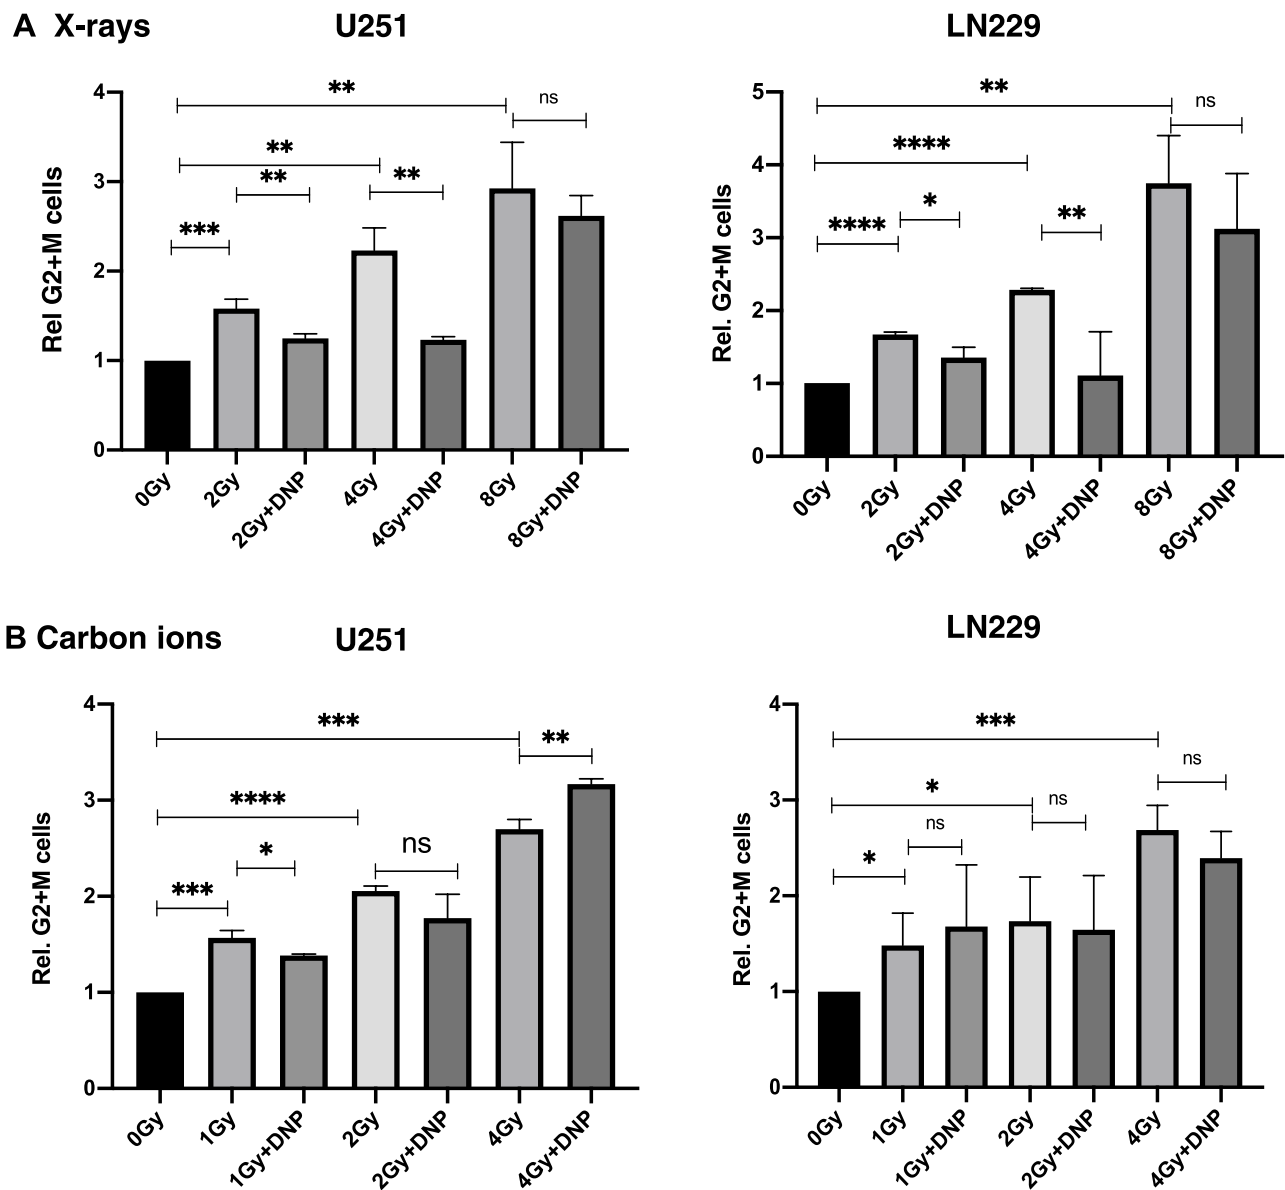 A X-rays
U251
LN229
Rel G2+M cells
4
3
2
1
0
**
ns
**
**
**
***
0Gy
2Gy
2Gy+DNP
4Gy
4Gy+DNP
8Gy
8Gy+DNP
Rel. G2+M cells
5
4
3
2
1
0
**
ns
****
*
**
****
0Gy
2Gy
2Gy+DNP
4Gy
4Gy+DNP
8Gy
8Gy+DNP
B Carbon ions
U251
LN229
Rel. G2+M cells
4
3
2
1
0
***
**
****
*
ns
***
0Gy
1Gy
1Gy+DNP
2Gy
2Gy+DNP
4Gy
4Gy+DNP
Rel. G2+M cells
4
3
2
1
0
***
ns
*
ns
ns
*
0Gy
1Gy
1Gy+DNP
2Gy
2Gy+DNP
4Gy
4Gy+DNP